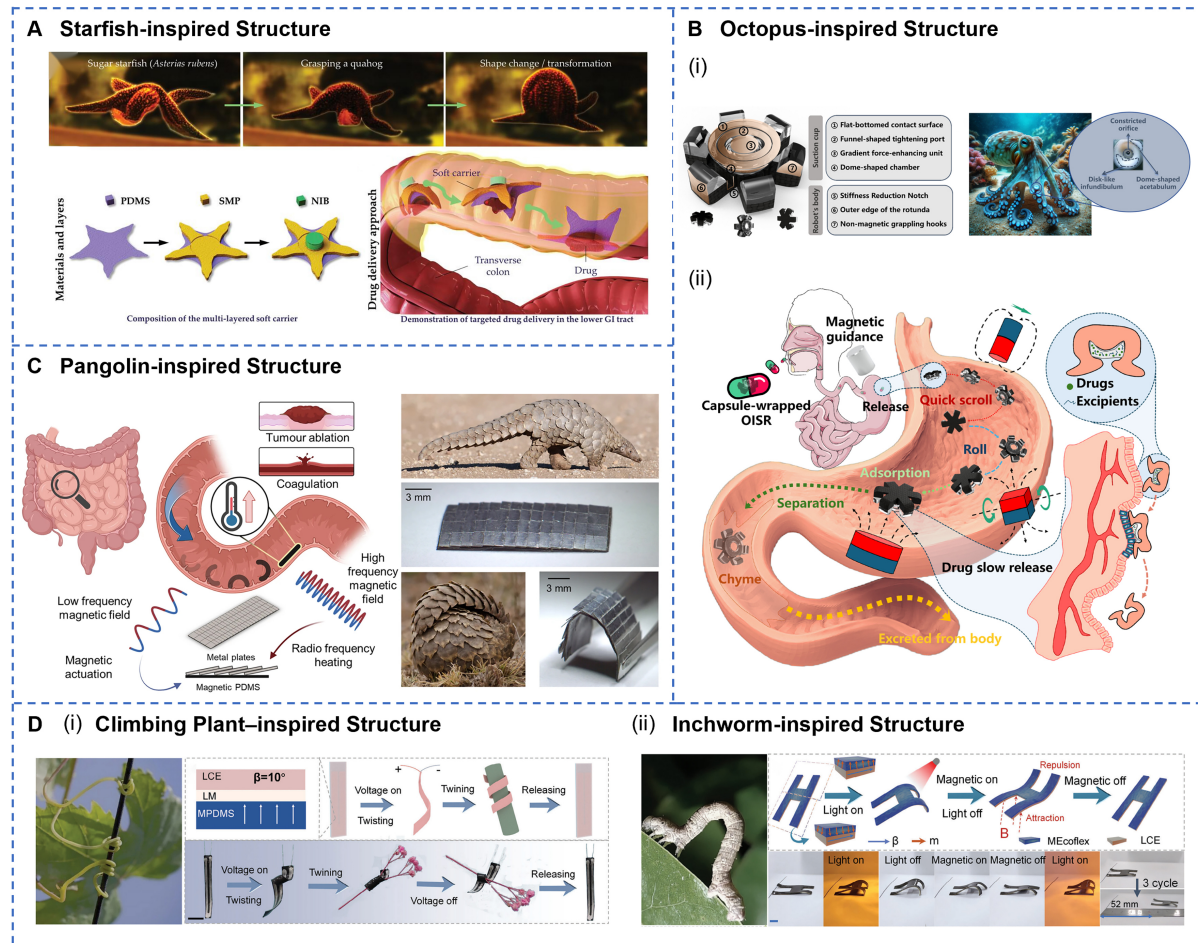 A Starfish-inspired Structure
Sugar starfish (Asterias rubens)
Grasping a quahog
Shape change / transformation
Materials and layers
PDMS
SMP
NIB
Composition of the multi-layered soft carrier
Drug delivery approach
Soft carrier
Transverse
colon
Drug
Demonstration of targeted drug delivery in the lower GI tract
B Octopus-inspired Structure
(i)
①
②
③
④
⑤
⑥
⑦
Suction cup
① Flat-bottomed contact surface
② Funnel-shaped tightening port
③ Gradient force-enhancing unit
④ Dome-shaped chamber
Robot's body
⑤ Stiffness Reduction Notch
⑥ Outer edge of the rotunda
⑦ Non-magnetic grappling hooks
Constricted
orifice
Disk-like
infundibulum
Dome-shaped
acetabulum
(ii)
Magnetic
guidance
Capsule-wrapped
OISR
Release
Quick scroll
Roll
Adsorption
Separation
Chyme
Drug slow release
Excreted from body
Drugs
Excipients
C Pangolin-inspired Structure
Tumour ablation
Coagulation
Low frequency
magnetic field
High
frequency
magnetic
field
Metal plates
Magnetic
actuation
Radio frequency
heating
Magnetic PDMS
3 mm
3 mm
D (i) Climbing Plant–inspired Structure
LCE
β=10°
LM
MPDMS
Voltage on
Twisting
+
-
Twining
Releasing
Voltage on
Twisting
Twining
Voltage off
Releasing
(ii) Inchworm-inspired Structure
Light on
Magnetic on
Light off
Repulsion
Attraction
B
Magnetic off
β
m
MEcoflex
LCE
Light on
Light off
Magnetic on
Magnetic off
Light on
3 cycle
52 mm